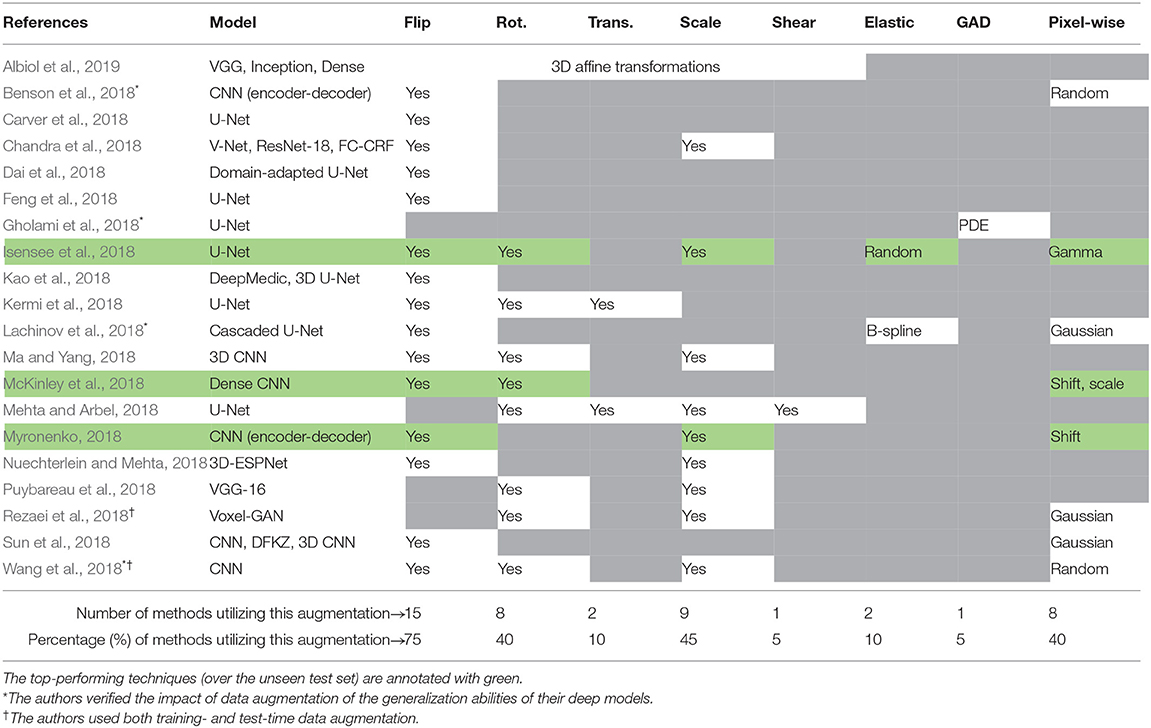 References Model Flip Rot. Trans. Scale Shear Elastic GAD Pixel-wise
Albiol et al., 2019 VGG, Inception, Dense 3D affine transformations
Benson et al., 2018* CNN (encoder-decoder) Yes Random
Carver et al., 2018 U-Net Yes
Chandra et al., 2018 V-Net, ResNet-18, FC-CRF Yes Yes
Dai et al., 2018 Domain-adapted U-Net Yes
Feng et al., 2018 U-Net Yes
Gholami et al., 2018* U-Net PDE
Isensee et al., 2018 U-Net Yes Yes Yes Random Gamma
Kao et al., 2018 DeepMedic, 3D U-Net Yes
Kermi et al., 2018 U-Net Yes Yes Yes
Lachinov et al., 2018* Cascaded U-Net Yes B-spline Gaussian
Ma and Yang, 2018 3D CNN Yes Yes Yes
McKinley et al., 2018 Dense CNN Yes Yes Shift, scale
Mehta and Arbel, 2018 U-Net Yes Yes Yes Yes
Myronenko, 2018 CNN (encoder-decoder) Yes Yes Shift
Nuechterlein and Mehta, 2018 3D-ESPNet Yes Yes
Puybareau et al., 2018 VGG-16 Yes Yes
Rezaei et al., 2018† Voxel-GAN Yes Yes Gaussian
Sun et al., 2018 CNN, DFKZ, 3D CNN Yes Gaussian
Wang et al., 2018*† CNN Yes Yes Yes Random
Number of methods utilizing this augmentation→15 8 2 9 1 2 1 8
Percentage (%) of methods utilizing this augmentation→75 40 10 45 5 10 5 40
The top-performing techniques (over the unseen test set) are annotated with green.
*The authors verified the impact of data augmentation of the generalization abilities of their deep models.
†The authors used both training- and test-time data augmentation.